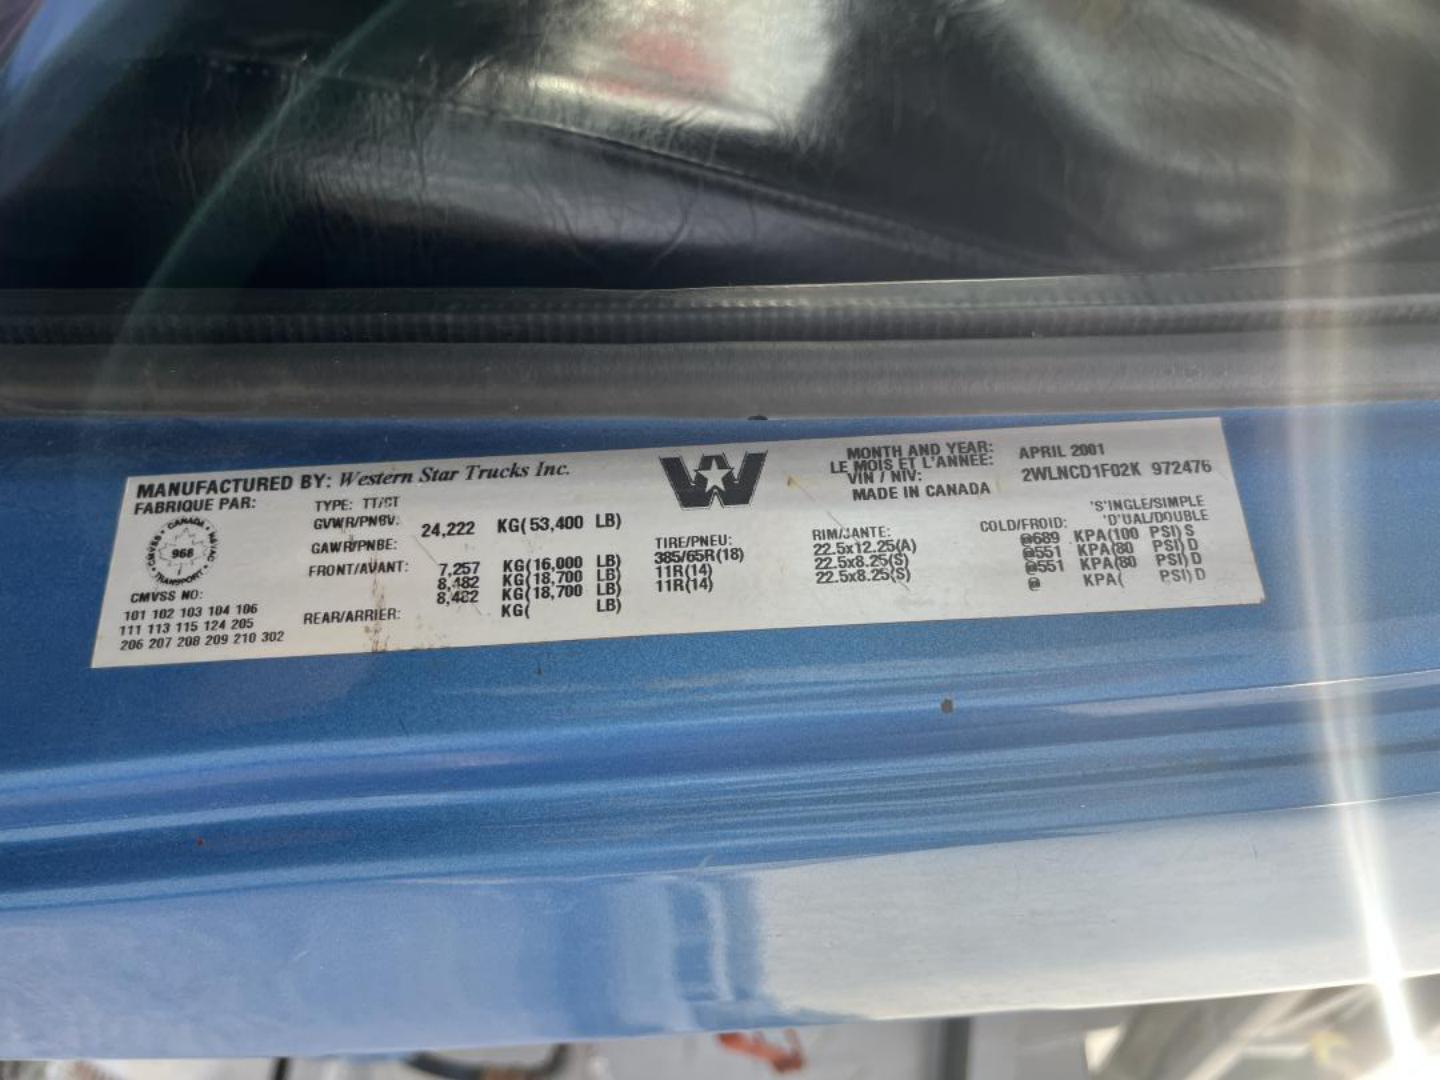 MANUFACTURED BY: Western Star Trucks Inc.
FABRIQUE PAR:
MONTH AND YEAR: APRIL 2001
LE MOIS ET L'ANNEE:
VIN / NIV: 2WLNCD1F02K 972476
MADE IN CANADA
TYPE: TT/CT
GVWR/PNBV: 24,222 KG(53,400 LB)
GAWR/PNBE:
TIRE/PNEU: RIM/JANTE: COLD/FROID: 'S'INGLE/SIMPLE
'D'UAL/DOUBLE
FRONT/AVANT: 7,257 KG(16,000 LB) 385/65R(18) 22.5x12.25(A) @689 KPA(100 PSI) S
8,482 KG(18,700 LB) 11R(14) 22.5x8.25(S) @551 KPA(80 PSI) D
8,482 KG(18,700 LB) 11R(14) 22.5x8.25(S) @551 KPA(80 PSI) D
REAR/ARRIER: KG( LB) @ KPA( PSI) D
CANADA
CMVSS
968
TRANSPORT
CMVSS NO:
101 102 103 104 106
111 113 115 124 205
206 207 208 209 210 302